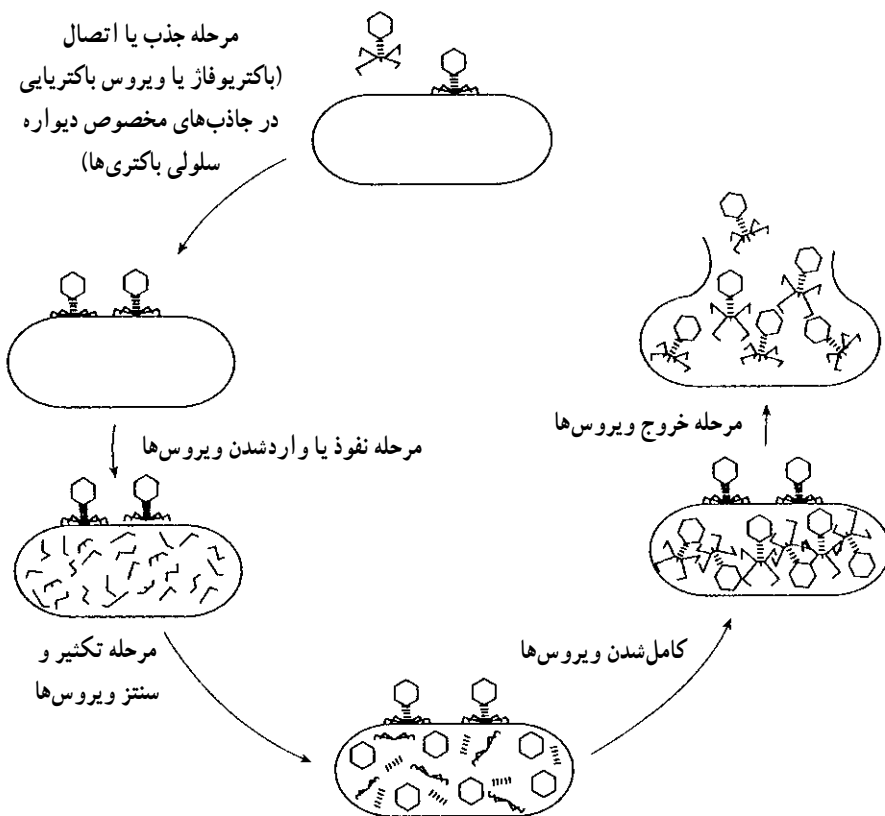 مرحله جذب یا اتصال
(باکتریوفاژ یا ویروس باکتریایی
در جاذب‌های مخصوص دیواره
سلولی باکتری‌ها)
مرحله نفوذ یا واردشدن ویروس‌ها
مرحله تکثیر و
سنتز ویروس‌ها
کامل‌شدن ویروس‌ها
مرحله خروج ویروس‌ها